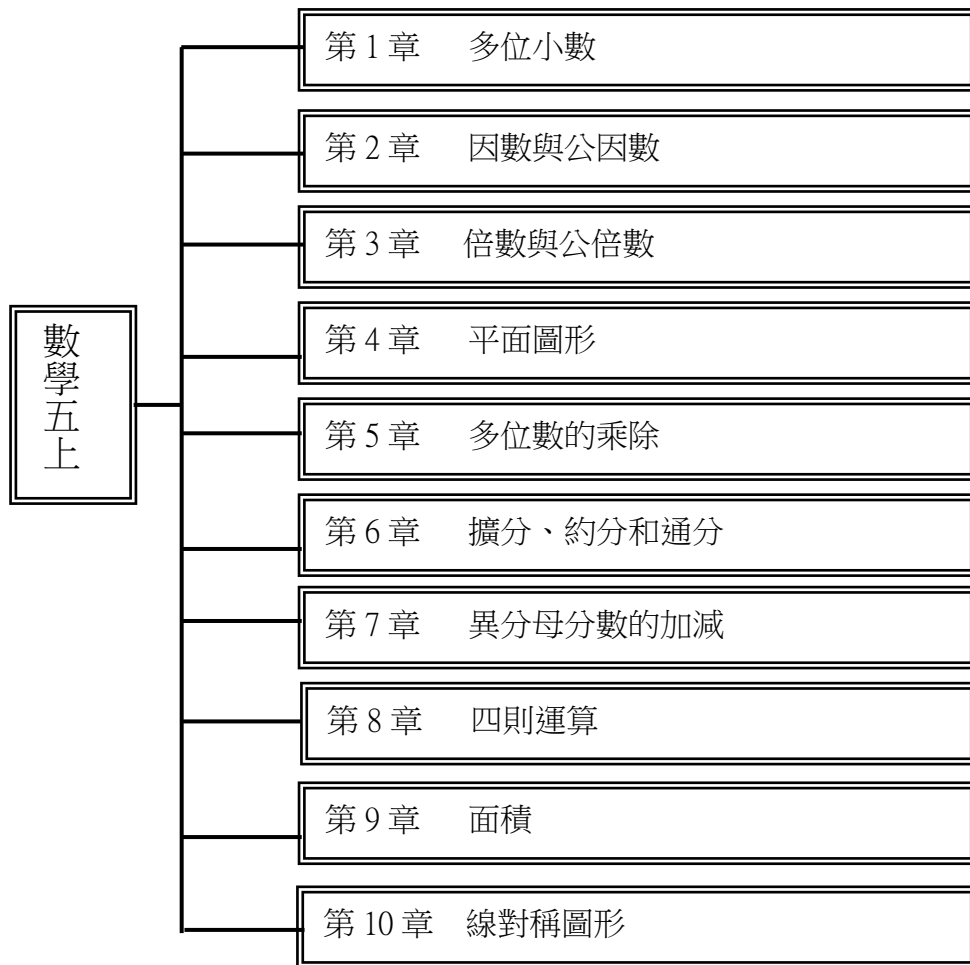 數學五上
第 1 章 多位小數
第 2 章 因數與公因數
第 3 章 倍數與公倍數
第 4 章 平面圖形
第 5 章 多位數的乘除
第 6 章 擴分、約分和通分
第 7 章 異分母分數的加減
第 8 章 四則運算
第 9 章 面積
第 10 章 線對稱圖形